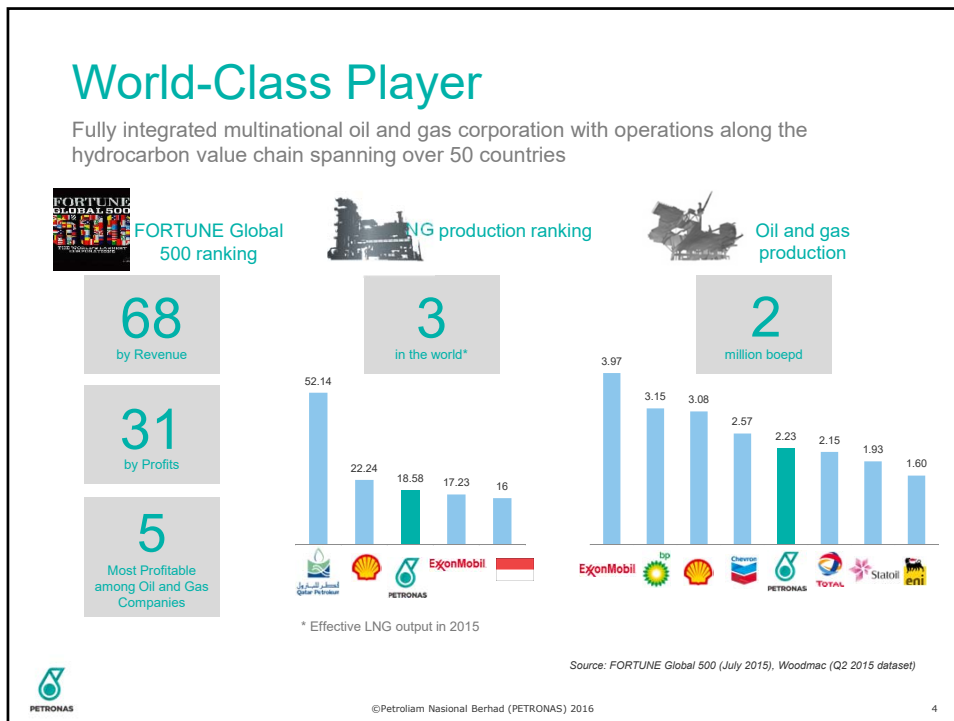 World-Class Player
Fully integrated multinational oil and gas corporation with operations along the
hydrocarbon value chain spanning over 50 countries
FORTUNE
GLOBAL 500
FORTUNE Global
500 ranking
NG production ranking
Oil and gas
production
68
by Revenue
31
by Profits
5
Most Profitable
among Oil and Gas
Companies
3
in the world*
52.14
22.24
18.58
17.23
16
Qatar Petroleum
PETRONAS
ExxonMobil
* Effective LNG output in 2015
2
million boepd
3.97
3.15
3.08
2.57
2.23
2.15
1.93
1.60
ExxonMobil
bp
Chevron
PETRONAS
TOTAL
Statoil
eni
Source: FORTUNE Global 500 (July 2015), Woodmac (Q2 2015 dataset)
PETRONAS
©Petroliam Nasional Berhad (PETRONAS) 2016
4